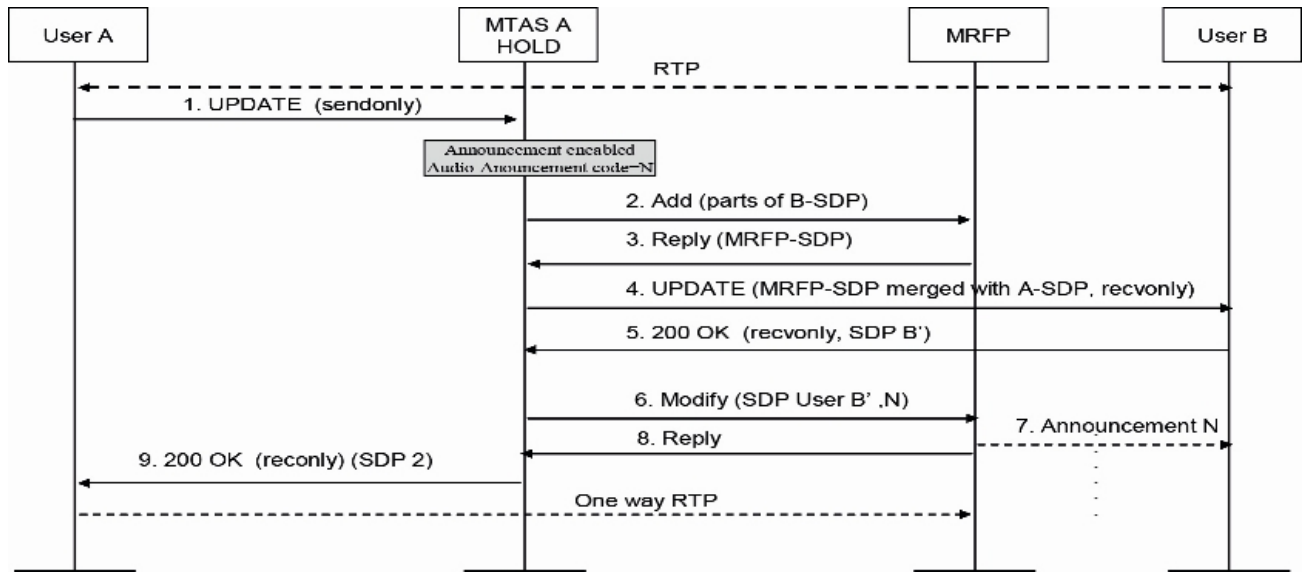 User A
MTAS A
HOLD
MRFP
User B
RTP
1. UPDATE (sendonly)
Announcement eneabled
Audio Anouncement code=N
2. Add (parts of B-SDP)
3. Reply (MRFP-SDP)
4. UPDATE (MRFP-SDP merged with A-SDP, recvonly)
5. 200 OK (recvonly, SDP B')
6. Modify (SDP User B' ,N)
7. Announcement N
8. Reply
9. 200 OK (reconly) (SDP 2)
One way RTP